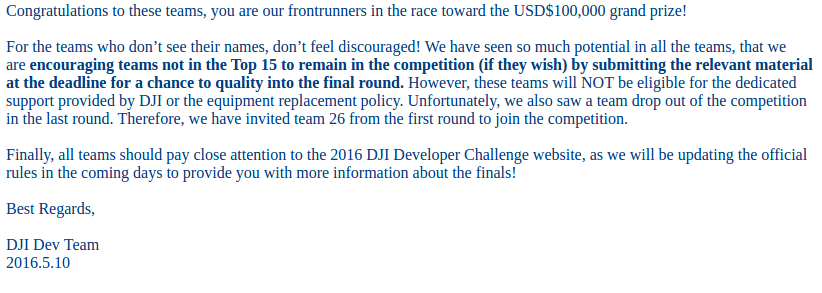 Congratulations to these teams, you are our frontrunners in the race toward the USD$100,000 grand prize!
For the teams who don’t see their names, don’t feel discouraged! We have seen so much potential in all the teams, that we
are encouraging teams not in the Top 15 to remain in the competition (if they wish) by submitting the relevant material
at the deadline for a chance to quality into the final round. However, these teams will NOT be eligible for the dedicated
support provided by DJI or the equipment replacement policy. Unfortunately, we also saw a team drop out of the competition
in the last round. Therefore, we have invited team 26 from the first round to join the competition.
Finally, all teams should pay close attention to the 2016 DJI Developer Challenge website, as we will be updating the official
rules in the coming days to provide you with more information about the finals!
Best Regards,
DJI Dev Team
2016.5.10